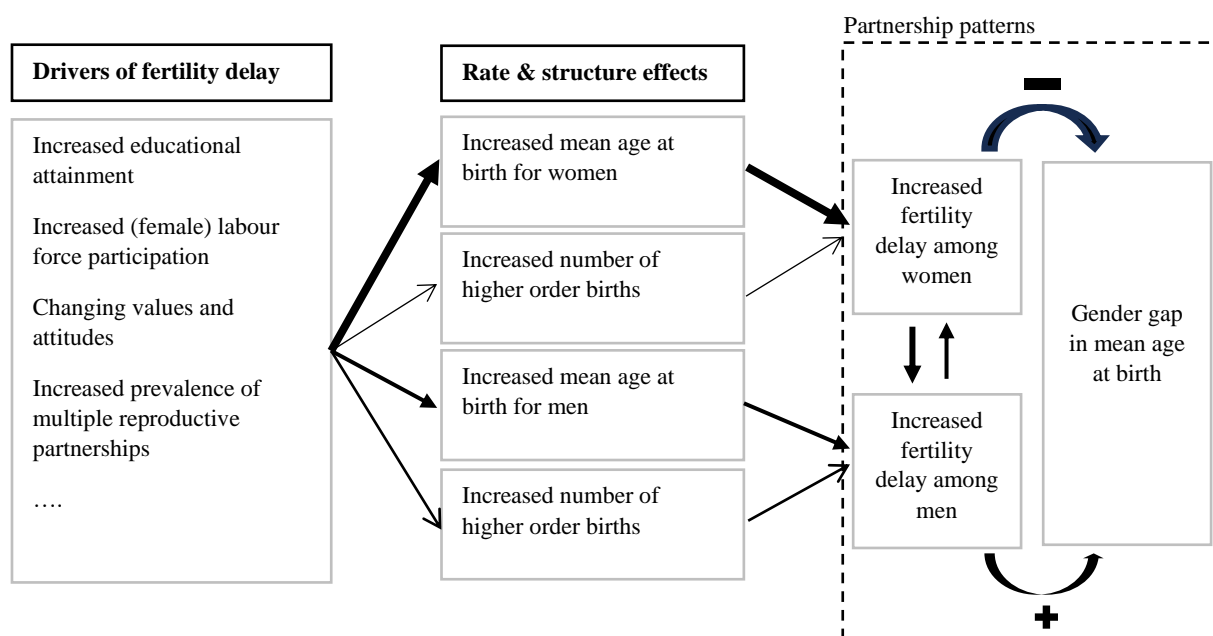 Partnership patterns
Drivers of fertility delay
Rate & structure effects
Increased educational
attainment
Increased (female) labour
force participation
Changing values and
attitudes
Increased prevalence of
multiple reproductive
partnerships
….
Increased mean age at
birth for women
Increased number of
higher order births
Increased mean age at
birth for men
Increased number of
higher order births
Increased
fertility
delay among
women
Increased
fertility
delay among
men
Gender gap
in mean age
at birth